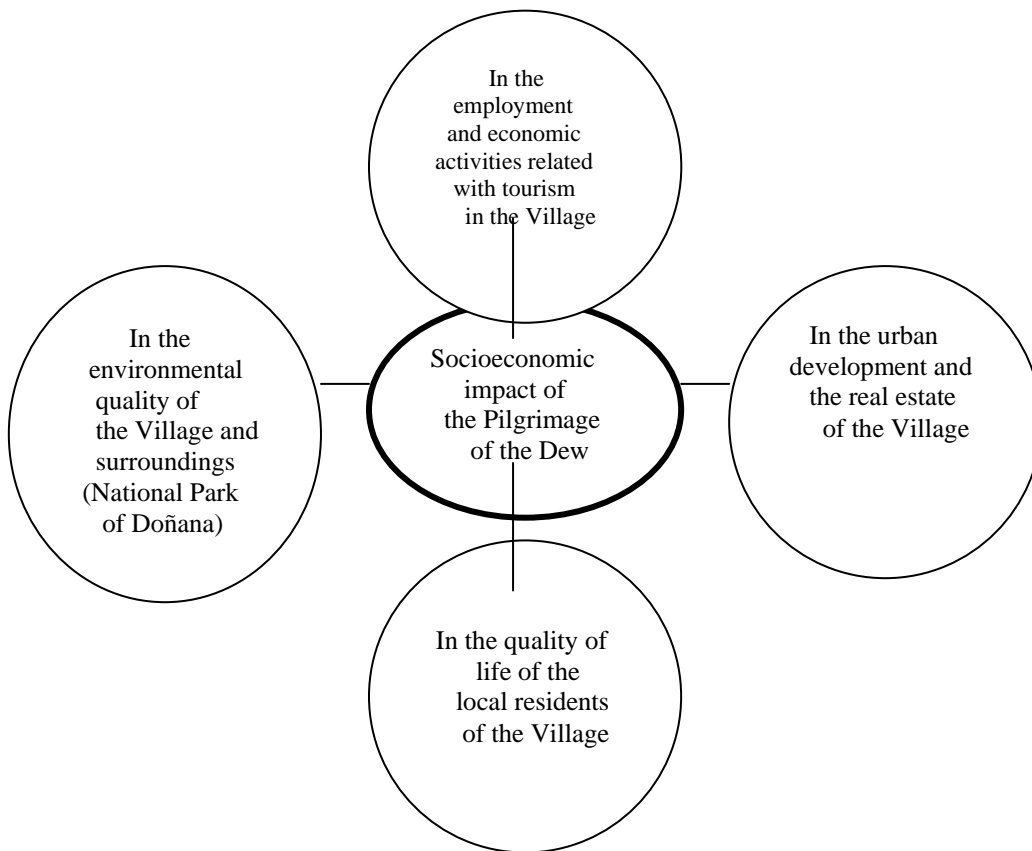 In the
employment
and economic
activities related
with tourism
in the Village
In the
environmental
quality of
the Village and
surroundings
(National Park
of Doñana)
Socioeconomic
impact of
the Pilgrimage
of the Dew
In the urban
development and
the real estate
of the Village
In the quality of
life of the
local residents
of the Village